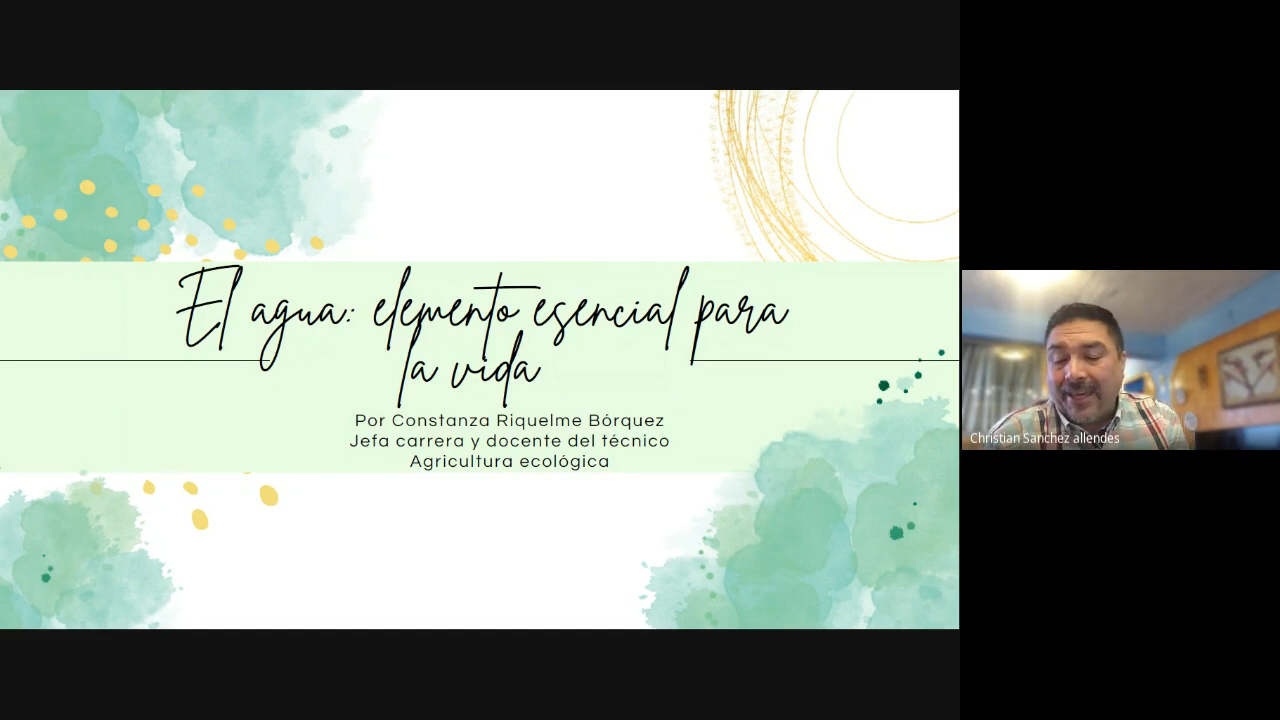 El agua: elemento esencial para
la vida
Por Constanza Riquelme Bórquez
Jefa carrera y docente del técnico
Agricultura ecológica
Christian Sanchez allendes